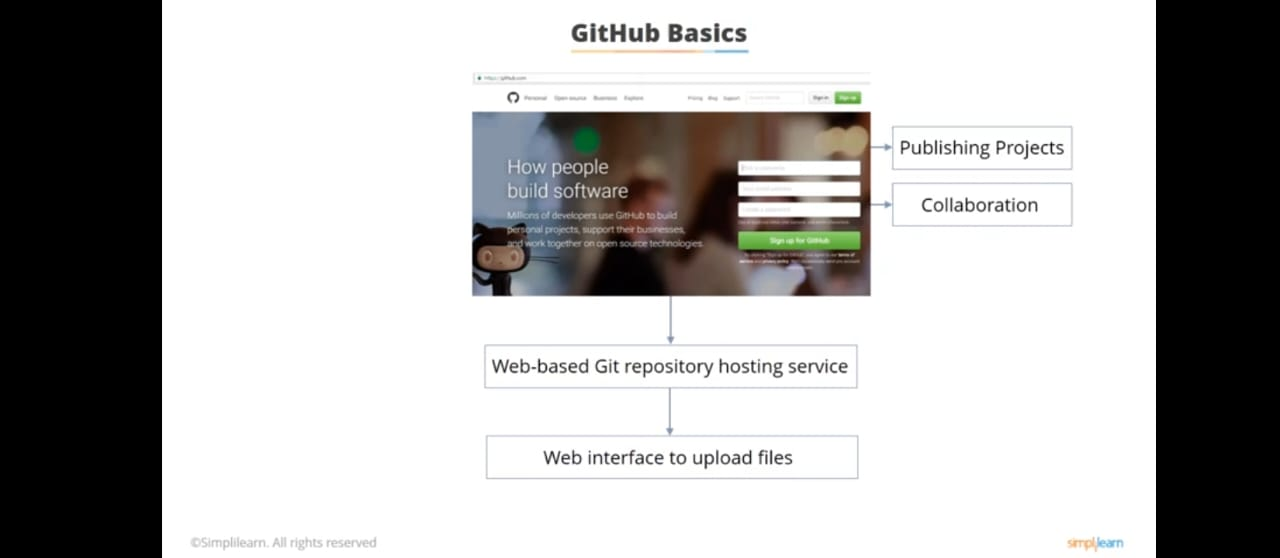 GitHub Basics
https://github.com
Personal Open source Business Explore
Pricing Blog Support
Sign in
Sign up
How people
build software
Millions of developers use GitHub to build
personal projects, support their businesses,
and work together on open source technologies.
Sign up for GitHub
Publishing Projects
Collaboration
Web-based Git repository hosting service
Web interface to upload files
©Simplilearn. All rights reserved
simplilearn